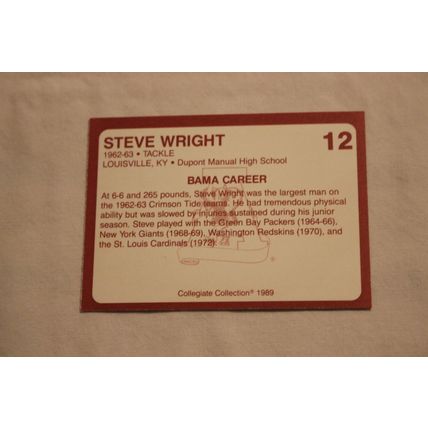 STEVE WRIGHT 12
1962-63 • TACKLE
LOUISVILLE, KY • Dupont Manual High School
BAMA CAREER
At 6-6 and 265 pounds, Steve Wright was the largest man on
the 1962-63 Crimson Tide team. He had tremendous physical
ability but was slowed by injuries sustained during his junior
season. Steve played with the Green Bay Packers (1964-66),
New York Giants (1968-69), Washington Redskins (1970), and
the St. Louis Cardinals (1972).
Collegiate Collection® 1989